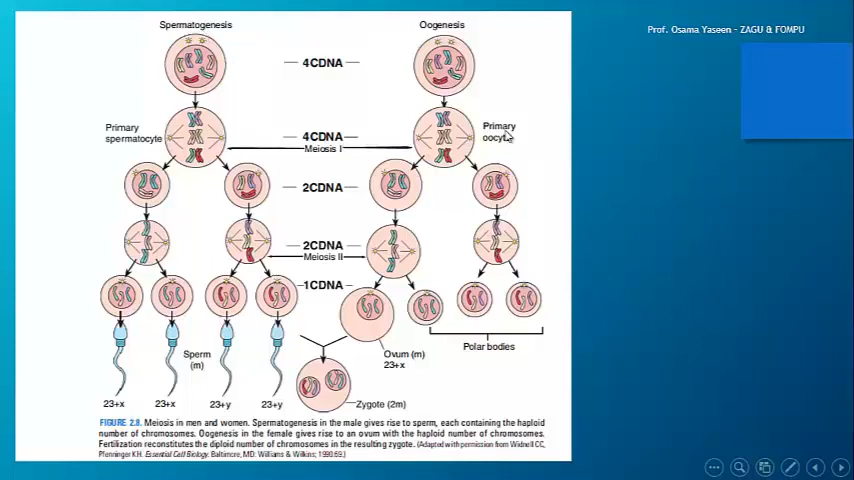 Prof. Osama Yaseen - ZAGU & FOMPU
Spermatogenesis
Oogenesis
4CDNA
Primary
spermatocyte
4CDNA
Meiosis I
Primary
2CDNA
2CDNA
Meiosis II
1CDNA
Sperm
(m)
Ovum (m)
23+x
Polar bodies
23+x
23+x
23+y
23+y
Zygote (2m)
FIGURE 2.8. Meiosis in men and women. Spermatogenesis in the male gives rise to sperm, each containing the haploid
number of chromosomes. Oogenesis in the female gives rise to an ovum with the haploid number of chromosomes.
Fertilization reconstitutes the diploid number of chromosomes in the resulting zygote. (Adapted with permission from Widnell CC,
Pfenninger KH. Essential Cell Biology. Baltimore, MD: Williams & Wilkins; 1990:69.)